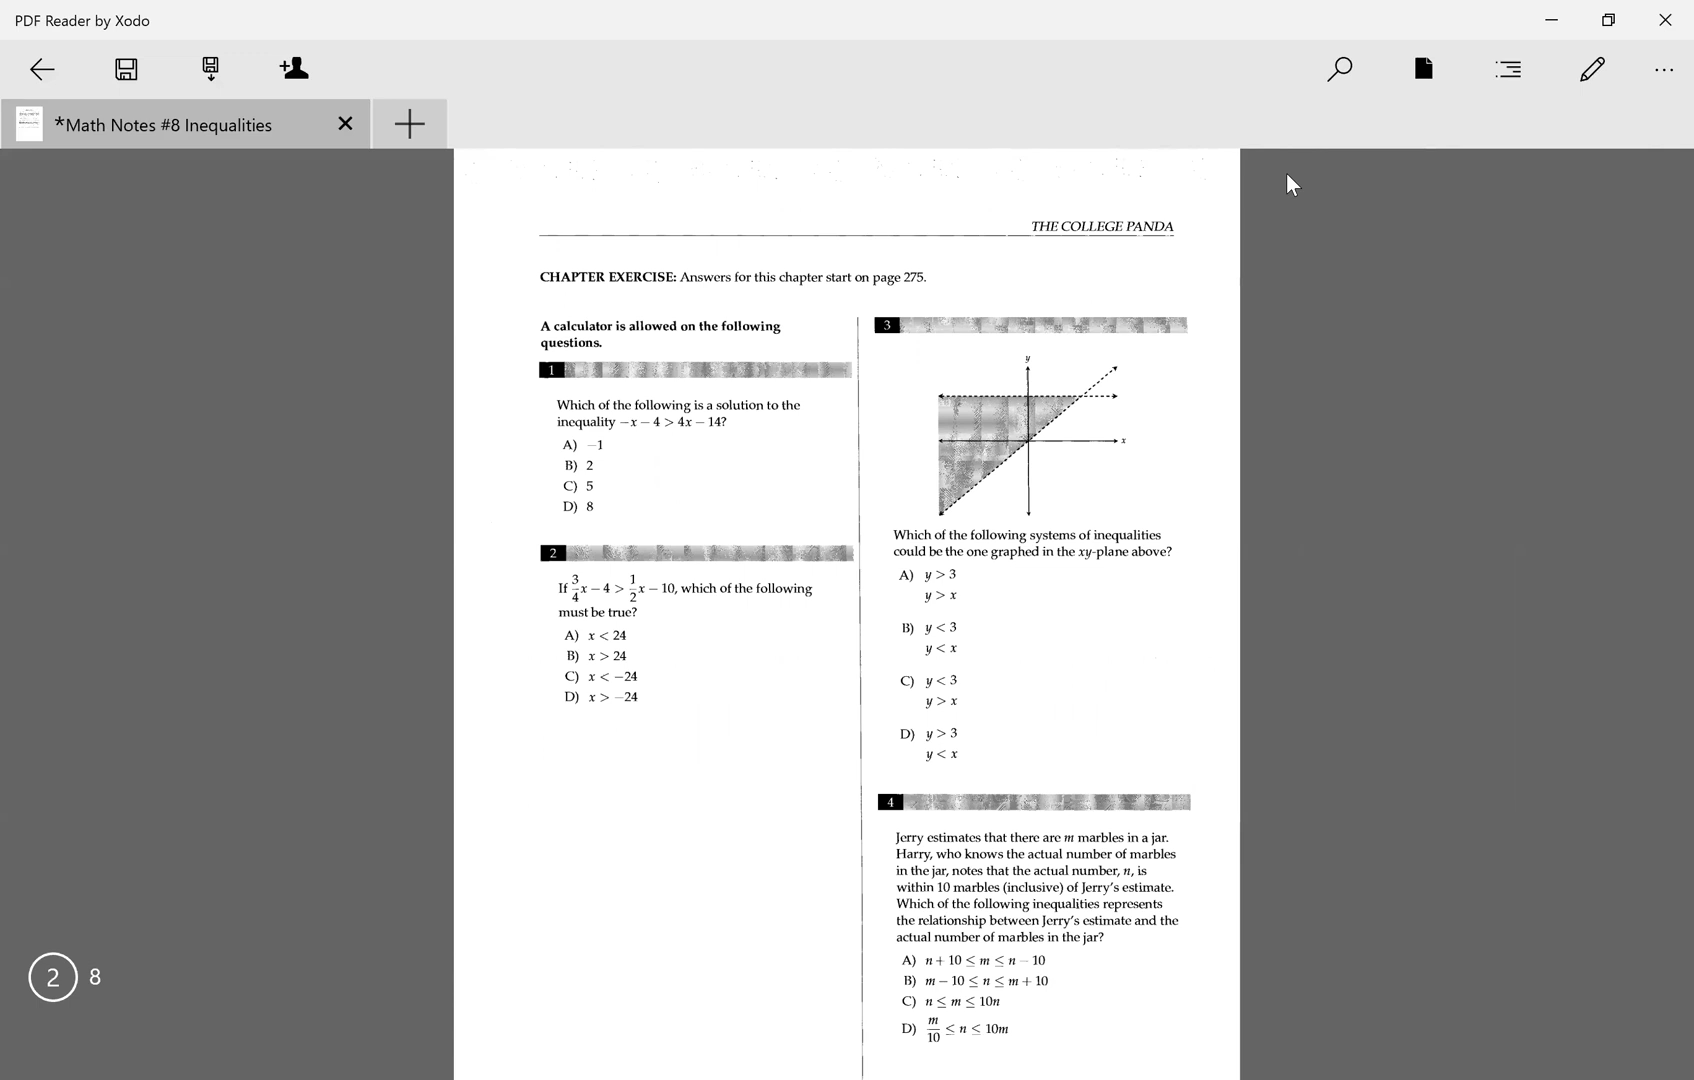 PDF Reader by Xodo
*Math Notes #8 Inequalities
THE COLLEGE PANDA
CHAPTER EXERCISE: Answers for this chapter start on page 275.
A calculator is allowed on the following
questions.
1
Which of the following is a solution to the
inequality −x − 4 > 4x − 14?
A) −1
B) 2
C) 5
D) 8
2
If 3/4x − 4 > 1/2x − 10, which of the following
must be true?
A) x < 24
B) x > 24
C) x < −24
D) x > −24
3
y
x
Which of the following systems of inequalities
could be the one graphed in the xy-plane above?
A) y > 3
y > x
B) y < 3
y < x
C) y < 3
y > x
D) y > 3
y < x
4
Jerry estimates that there are m marbles in a jar.
Harry, who knows the actual number of marbles
in the jar, notes that the actual number, n, is
within 10 marbles (inclusive) of Jerry's estimate.
Which of the following inequalities represents
the relationship between Jerry's estimate and the
actual number of marbles in the jar?
A) n + 10 ≤ m ≤ n − 10
B) m − 10 ≤ n ≤ m + 10
C) n ≤ m ≤ 10n
D) m/10 ≤ n ≤ 10m
2 8